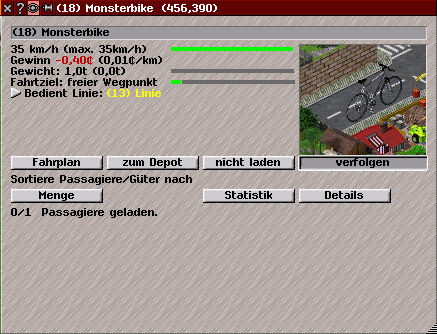 (18) Monsterbike (456,390)
(18) Monsterbike
35 km/h (max. 35km/h)
Gewinn -0,40¢ (0,01¢/km)
Gewicht: 1,0t (0,0t)
Fahrtziel: freier Wegpunkt
Bedient Linie: (13) Linie
Fahrplan zum Depot nicht laden verfolgen
Sortiere Passagiere/Güter nach
Menge Statistik Details
0/1 Passagiere geladen.